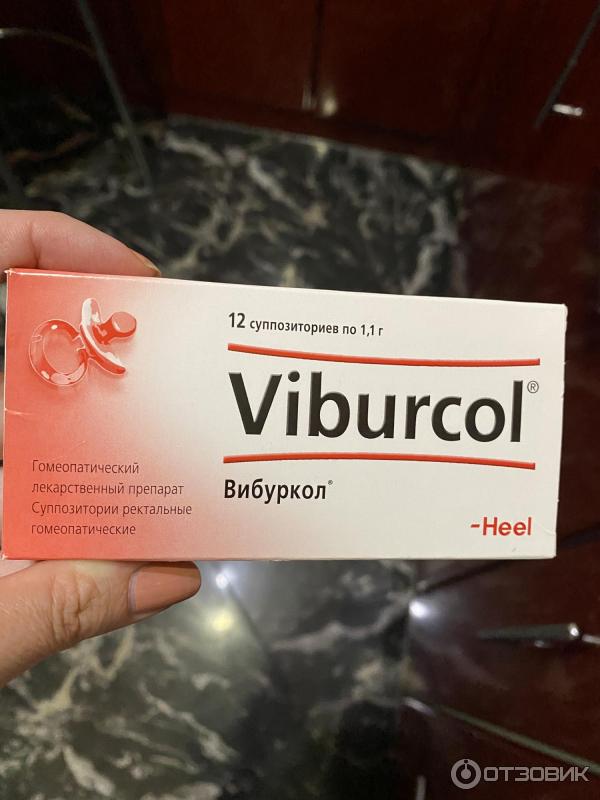 12 суппозиториев по 1,1 г
Viburcol®
Вибуркол®
Гомеопатический
лекарственный препарат
Суппозитории ректальные
гомеопатические
-Heel
ОТЗОВИК